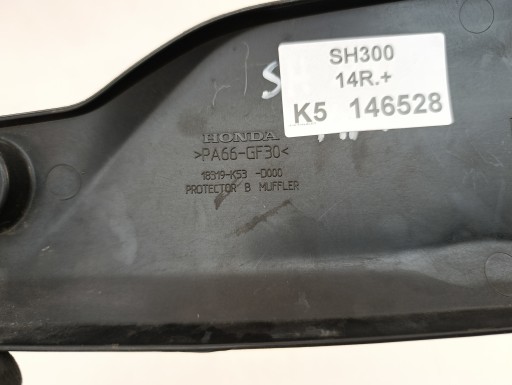 SH300
14R.+
K5 146528
HONDA
>PA66-GF30<
18319-K53 -D000
PROTECTOR B MUFFLER